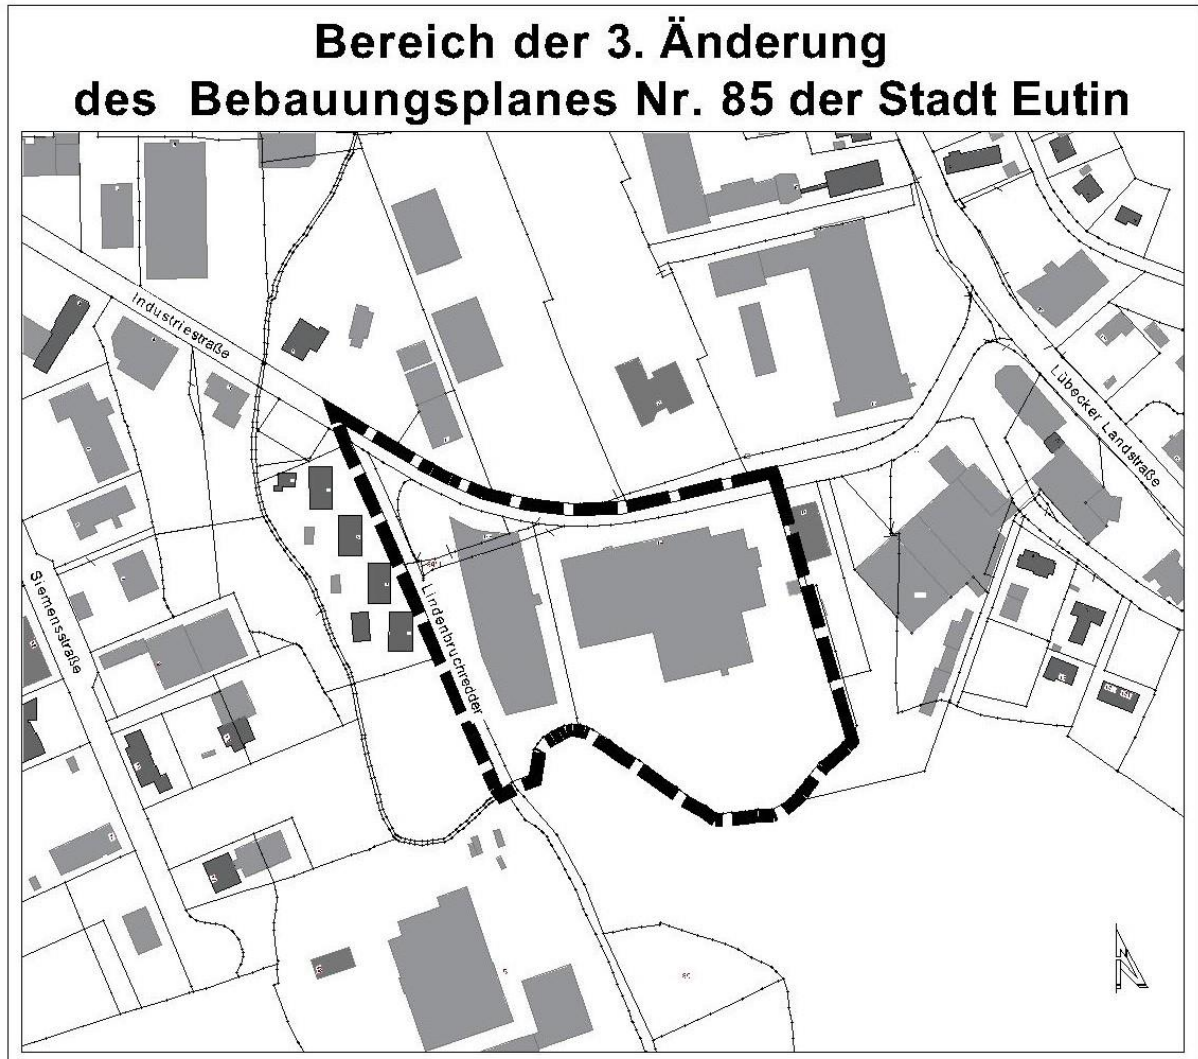 Bereich der 3. Änderung
des Bebauungsplanes Nr. 85 der Stadt Eutin
Industriestraße
Lübecker Landstraße
Siemensstraße
Lindenbruchredder
N